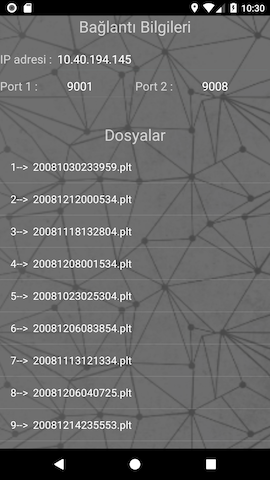 10:30
Bağlantı Bilgileri
IP adresi : 10.40.194.145
Port 1 : 9001 Port 2 : 9008
Dosyalar
1--> 20081030233959.plt
2--> 20081212000534.plt
3--> 20081118132804.plt
4--> 20081208001534.plt
5--> 20081023025304.plt
6--> 20081206083854.plt
7--> 20081113121334.plt
8--> 20081206040725.plt
9--> 20081214235553.plt